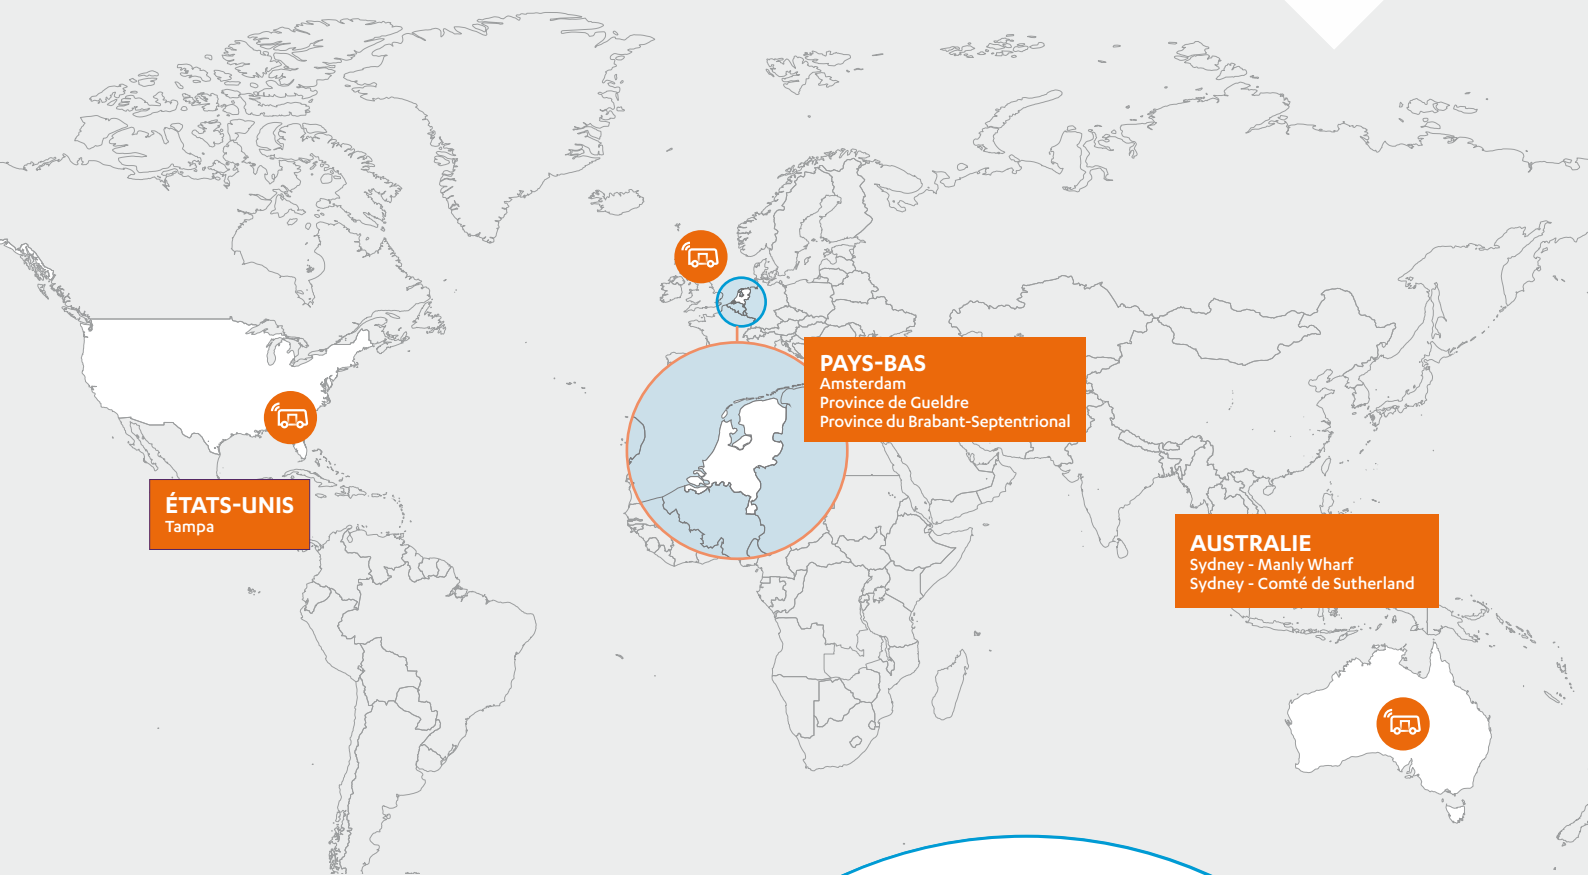 PAYS-BAS
Amsterdam
Province de Gueldre
Province du Brabant-Septentrional
ÉTATS-UNIS
Tampa
AUSTRALIE
Sydney - Manly Wharf
Sydney - Comté de Sutherland